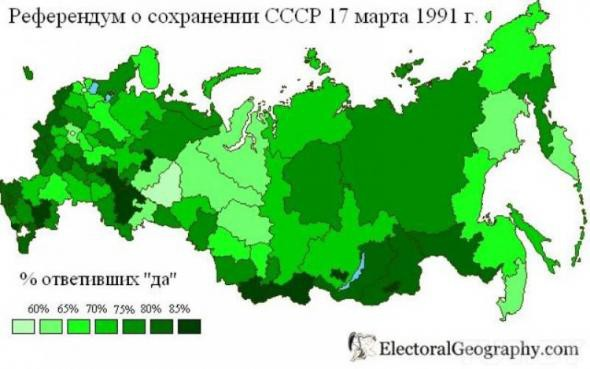 Референдум о сохранении СССР 17 марта 1991 г.
% ответивших "да"
60% 65% 70% 75% 80% 85%
ElectoralGeography.com